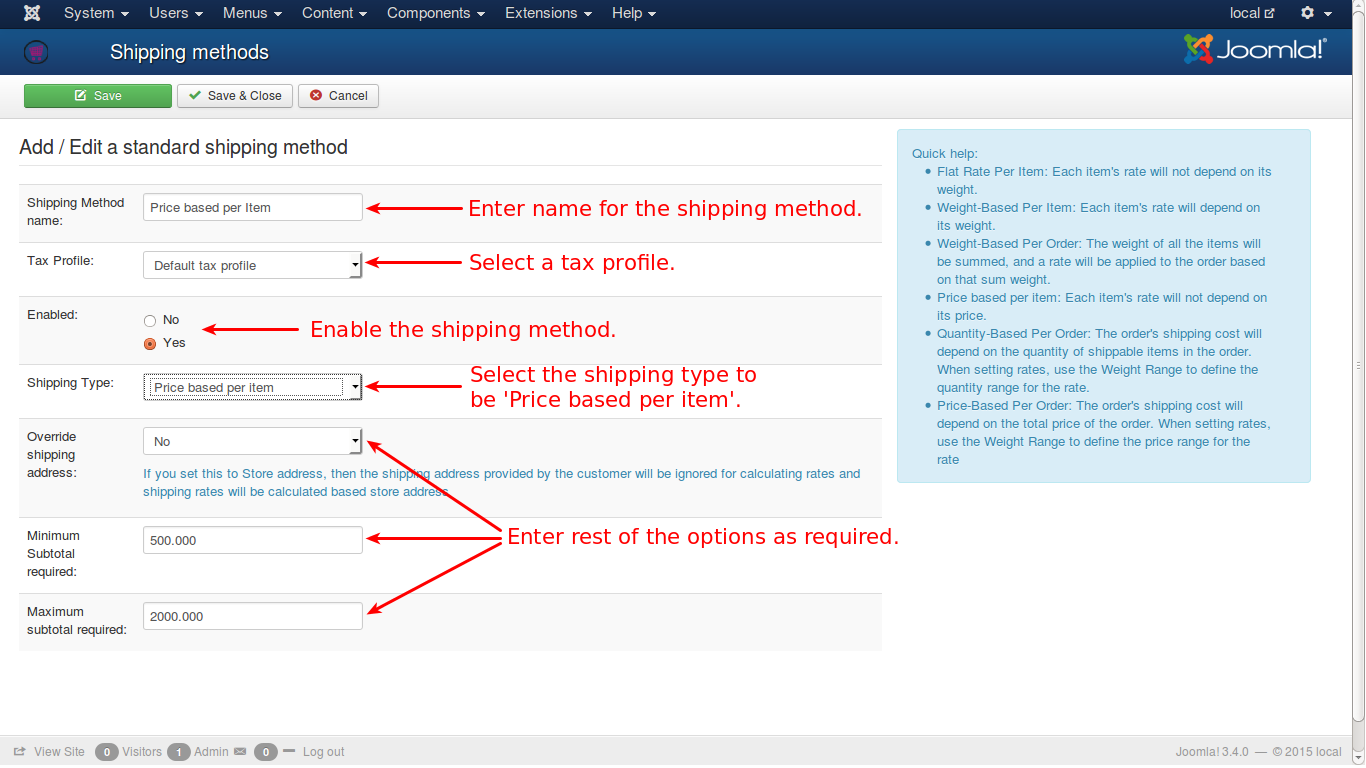 System Users Menus Content Components Extensions Help local
Shipping methods Joomla!®
Save Save & Close Cancel
Add / Edit a standard shipping method
Shipping Method
name:
Price based per Item
Enter name for the shipping method.
Tax Profile:
Default tax profile
Select a tax profile.
Enabled:
No
Yes
Enable the shipping method.
Shipping Type:
Price based per item
Select the shipping type to
be 'Price based per item'.
Override
shipping
address:
No
If you set this to Store address, then the shipping address provided by the customer will be ignored for calculating rates and
shipping rates will be calculated based store address
Minimum
Subtotal
required:
500.000
Enter rest of the options as required.
Maximum
subtotal required:
2000.000
Quick help:
Flat Rate Per Item: Each item's rate will not depend on its
weight.
Weight-Based Per Item: Each item's rate will depend on
its weight.
Weight-Based Per Order: The weight of all the items will
be summed, and a rate will be applied to the order based
on that sum weight.
Price based per item: Each item's rate will not depend on
its price.
Quantity-Based Per Order: The order's shipping cost will
depend on the quantity of shippable items in the order.
When setting rates, use the Weight Range to define the
quantity range for the rate.
Price-Based Per Order: The order's shipping cost will
depend on the total price of the order. When setting rates,
use the Weight Range to define the price range for the
rate
View Site 0 Visitors 1 Admin 0 Log out Joomla! 3.4.0 — © 2015 local